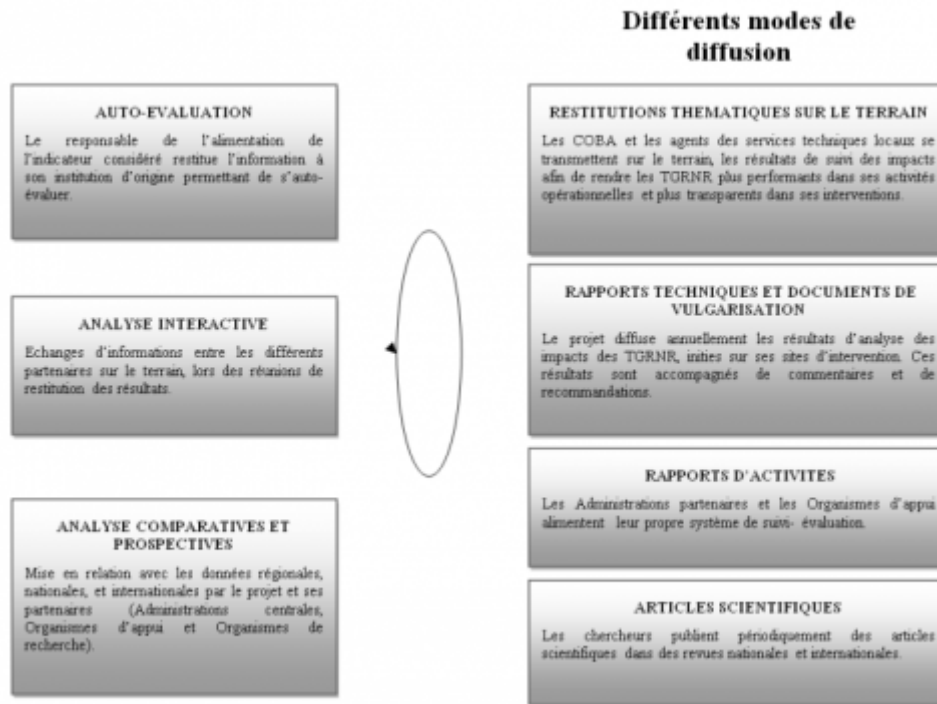 Différents modes de
diffusion
AUTO-EVALUATION
Le responsable de l'alimentation de
l'indicateur considéré restitue l'information à
son institution d'origine permettant de s'auto-
évaluer.
ANALYSE INTERACTIVE
Echanges d'informations entre les différents
partenaires sur le terrain, lors des réunions de
restitution des résultats.
ANALYSE COMPARATIVES ET
PROSPECTIVES
Mise en relation avec les données régionales,
nationales, et internationales par le projet et ses
partenaires (Administrations centrales,
Organismes d'appui et Organismes de
recherche).
RESTITUTIONS THEMATIQUES SUR LE TERRAIN
Les COBA et les agents des services techniques locaux se
transmettent sur le terrain, les résultats de suivi des impacts
afin de rendre les TGRNR plus performants dans ses activités
opérationnelles et plus transparents dans ses interventions.
RAPPORTS TECHNIQUES ET DOCUMENTS DE
VULGARISATION
Le projet diffuse annuellement les résultats d'analyse des
impacts des TGRNR, inities sur ses sites d'intervention. Ces
résultats sont accompagnés de commentaires et de
recommandations.
RAPPORTS D'ACTIVITES
Les Administrations partenaires et les Organismes d'appui
alimentent leur propre système de suivi- évaluation.
ARTICLES SCIENTIFIQUES
Les chercheurs publient périodiquement des articles
scientifiques dans des revues nationales et internationales.